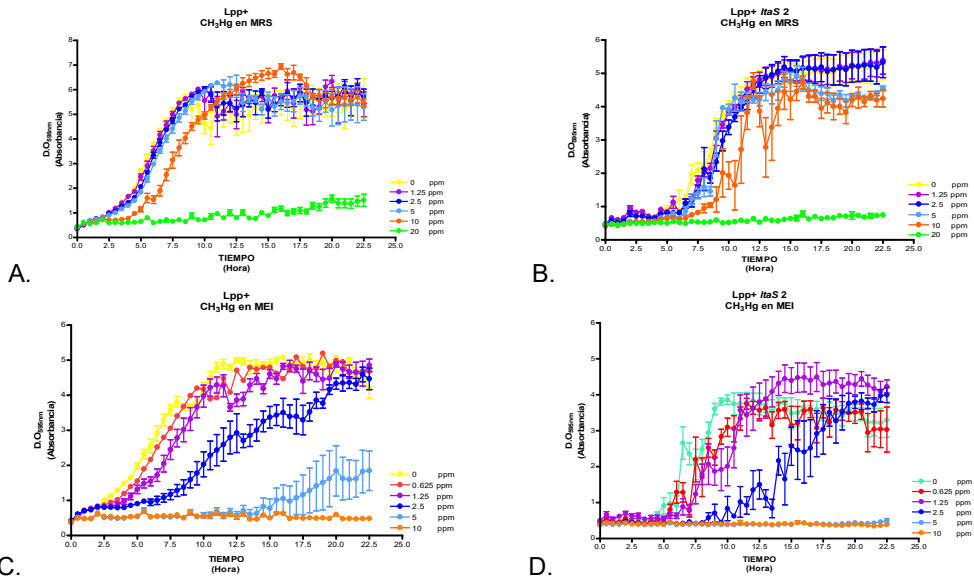 Lpp+
CH3Hg en MRS
D.O595nm
(Absorbancia)
8
7
6
5
4
3
2
1
0
0.0 2.5 5.0 7.5 10.0 12.5 15.0 17.5 20.0 22.5 25.0
TIEMPO
(Hora)
0 ppm
1.25 ppm
2.5 ppm
5 ppm
10 ppm
20 ppm
A.
Lpp+ ltaS 2
CH3Hg en MRS
D.O595nm
(Absorbancia)
6
5
4
3
2
1
0
0.0 2.5 5.0 7.5 10.0 12.5 15.0 17.5 20.0 22.5 25.0
TIEMPO
(Hora)
0 ppm
1.25 ppm
2.5 ppm
5 ppm
10 ppm
20 ppm
B.
Lpp+
CH3Hg en MEI
D.O595nm
(Absorbancia)
6
5
4
3
2
1
0
0.0 2.5 5.0 7.5 10.0 12.5 15.0 17.5 20.0 22.5 25.0
TIEMPO
(Hora)
0 ppm
0.625 ppm
1.25 ppm
2.5 ppm
5 ppm
10 ppm
C.
Lpp+ ltaS 2
CH3Hg en MEI
D.O595nm
(Absorbancia)
6
5
4
3
2
1
0
0.0 2.5 5.0 7.5 10.0 12.5 15.0 17.5 20.0 22.5 25.0
TIEMPO
(Hora)
0 ppm
0.625 ppm
1.25 ppm
2.5 ppm
5 ppm
10 ppm
D.